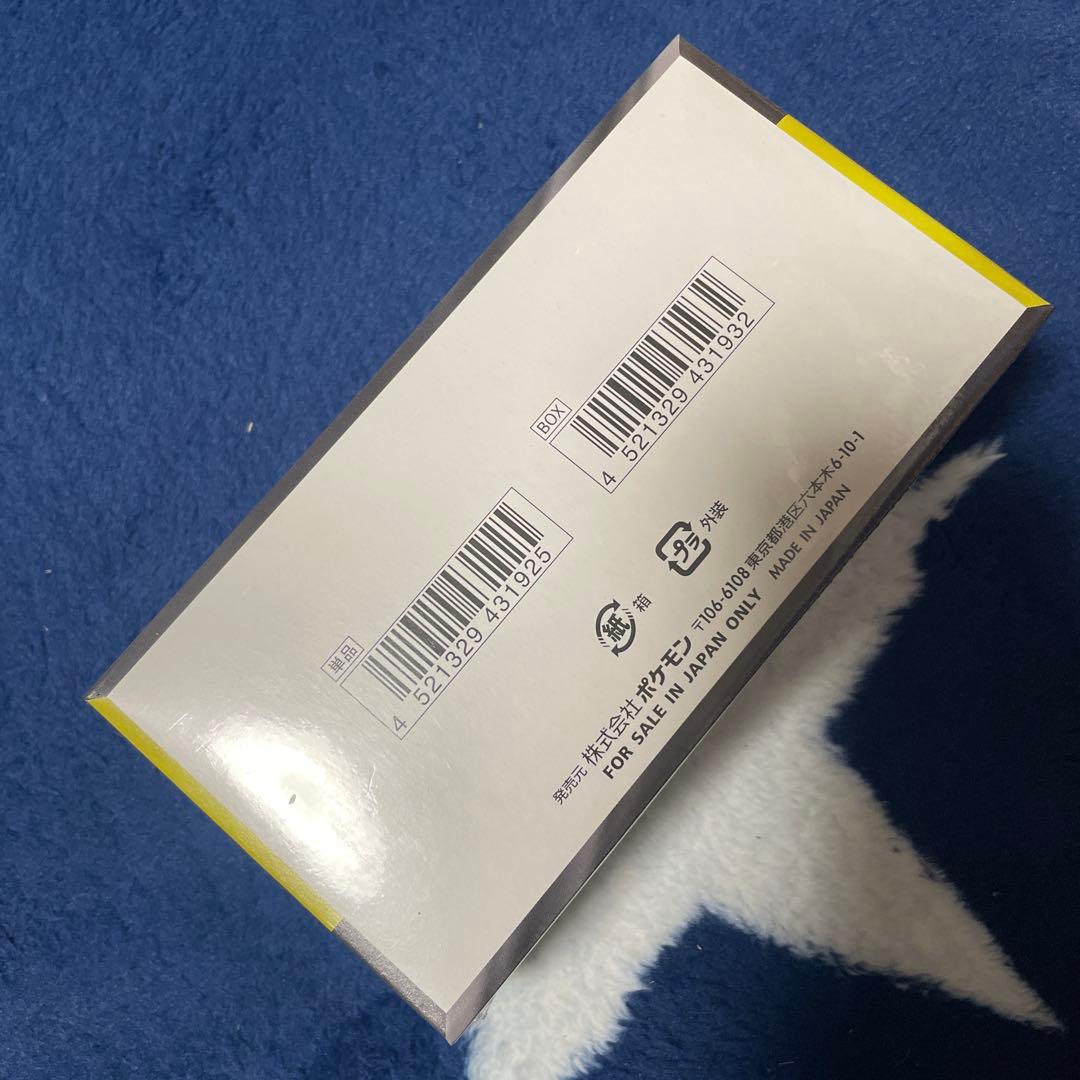 BOX
4 521329 431932
単品
4 521329 431925
プラ 外装
紙 箱
発売元 株式会社ポケモン 〒106-6108 東京都港区六本木6-10-1
FOR SALE IN JAPAN ONLY MADE IN JAPAN